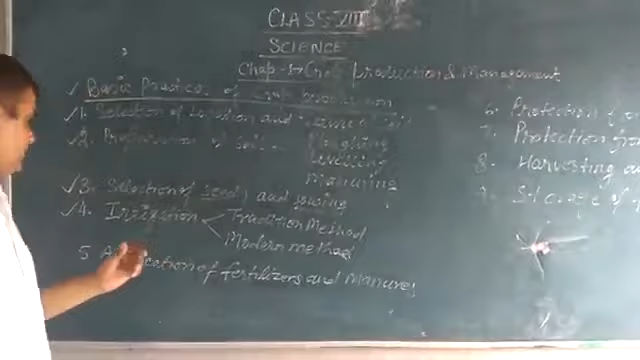 CLASS-VIII
SCIENCE
Chap-1→Crop production & Management
✓ Basic Practices of crop production
✓1. Selection of location and
✓2. Preparation of soil - Ploughing
Levelling
Manuring
✓3. Selection of seeds and sowing
✓4. Irrigation Tradition Method
Modern method
5 Application of fertilizers and Manures
6. Protection
7. Protection from
8. Harvesting
9. Storage of